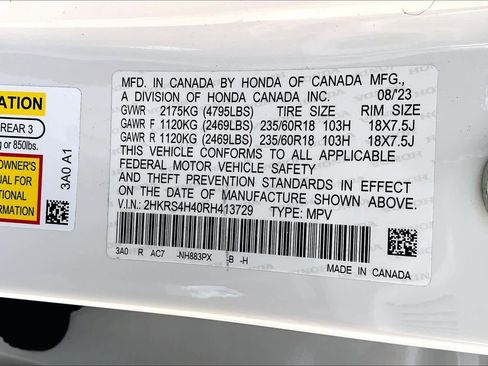 MFD. IN CANADA BY HONDA OF CANADA MFG.,
A DIVISION OF HONDA CANADA INC. 08/'23
GVWR 2175KG (4795LBS) TIRE SIZE RIM SIZE
GAWR F 1120KG (2469LBS) 235/60R18 103H 18X7.5J
GAWR R 1120KG (2469LBS) 235/60R18 103H 18X7.5J
THIS VEHICLE CONFORMS TO ALL APPLICABLE
FEDERAL MOTOR VEHICLE SAFETY
AND THEFT PREVENTION STANDARDS IN EFFECT
ON THE DATE OF MANUFACTURE SHOWN ABOVE.
V.I.N: 2HKRS4H40RH413729 TYPE: MPV
3A0 R AC7 -NH883PX -B -H
MADE IN CANADA
REAR 3
or 850lbs.
OWNER'S
UAL FOR
TIONAL
RMATION
3A0 A1